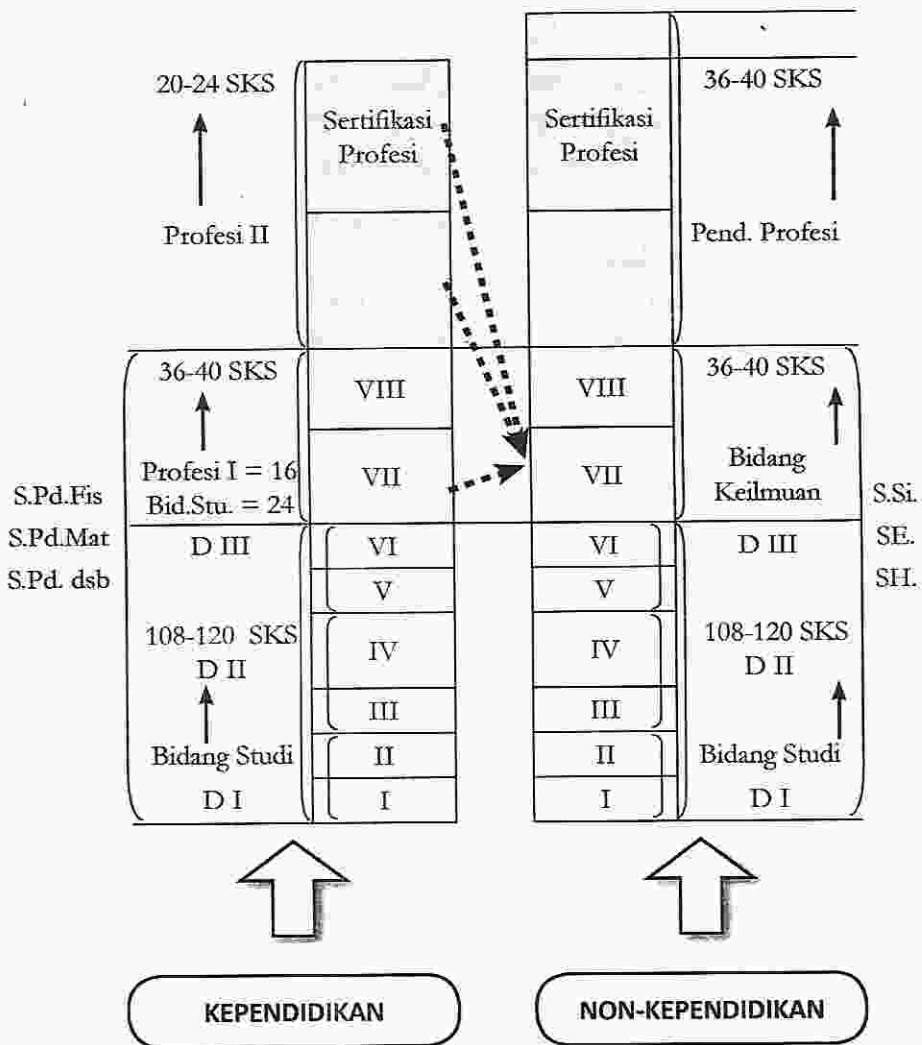 20-24 SKS
Profesi II
Sertifikasi
Profesi
Sertifikasi
Profesi
36-40 SKS
Pend. Profesi
36-40 SKS
Profesi I = 16
Bid.Stu. = 24
VIII
VII
VIII
VII
36-40 SKS
Bidang
Keilmuan
S.Pd.Fis
S.Pd.Mat
S.Pd. dsb
D III
108-120 SKS
D II
Bidang Studi
D I
VI
V
IV
III
II
I
VI
V
IV
III
II
I
D III
108-120 SKS
D II
Bidang Studi
D I
S.Si.
SE.
SH.
KEPENDIDIKAN
NON-KEPENDIDIKAN